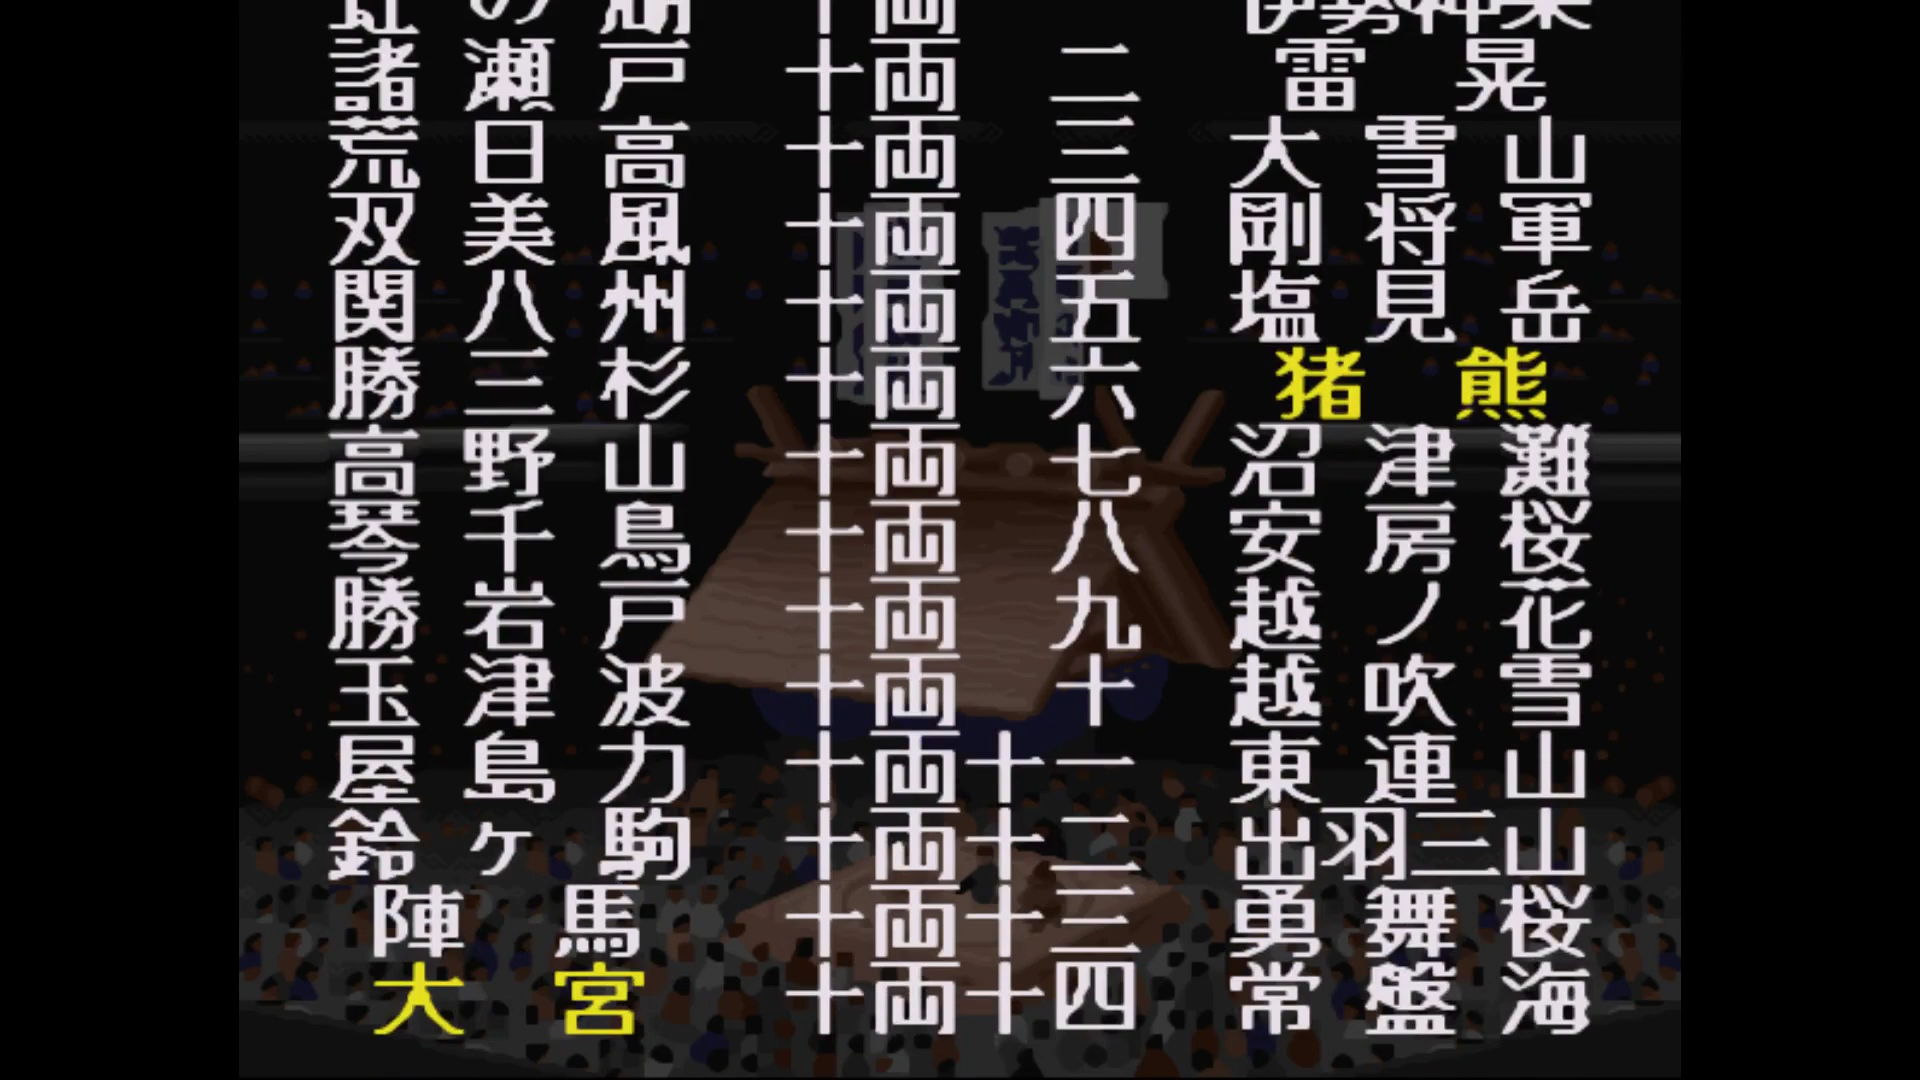 諸瀬戸 十両二 雷晃
荒日高 十両三 大雪山
双美風 十両四 剛将軍
関八州 十両五 塩見岳
勝三杉 十両六 猪熊
高野山 十両七 沼津灘
琴千鳥 十両八 安房桜
勝岩戸 十両九 越ノ花
玉津波 十両十 越吹雪
屋島力 十両十一 東連山
鈴ヶ駒 十両十二 出羽三山
陣馬 十両十三 勇舞桜
大宮 十両十四 常盤海